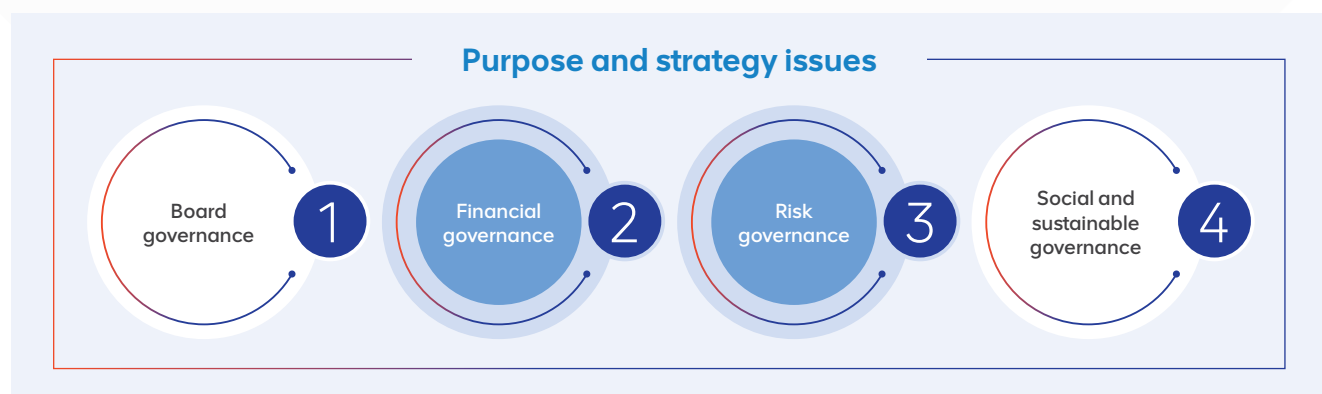 Purpose and strategy issues
Board
governance
1
Financial
governance
2
Risk
governance
3
Social and
sustainable
governance
4